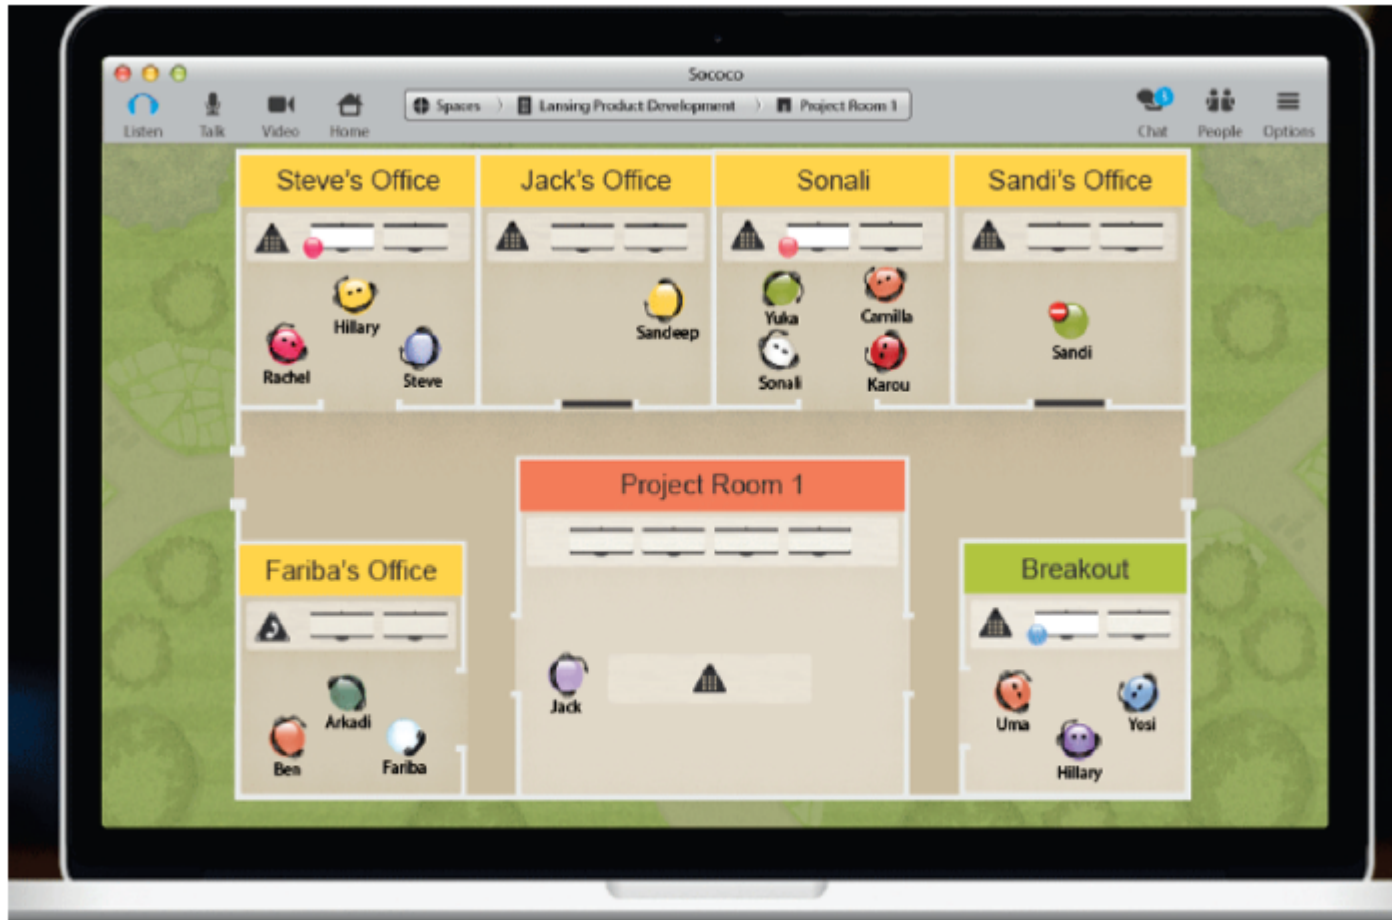 Sococo
Listen
Talk
Video
Home
Spaces
Lansing Product Development
Project Room 1
3
Chat
People
Options
Steve's Office
Jack's Office
Sonali
Sandi's Office
Hillary
Rachel
Steve
Sandeep
Yuka
Camilla
Sonali
Karou
Sandi
Project Room 1
Fariba's Office
Breakout
Jack
Arkadi
Ben
Fariba
Uma
Yosi
Hillary